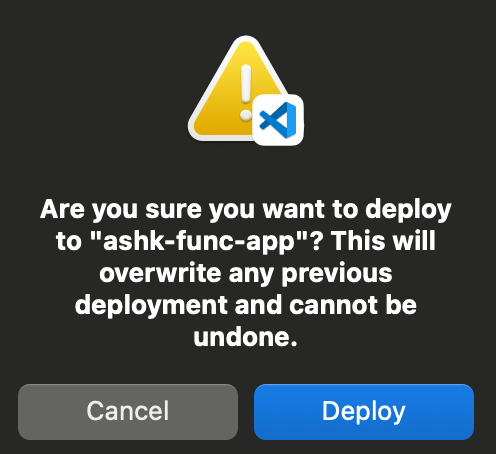 Are you sure you want to deploy
to "ashk-func-app"? This will
overwrite any previous
deployment and cannot be
undone.
Cancel
Deploy